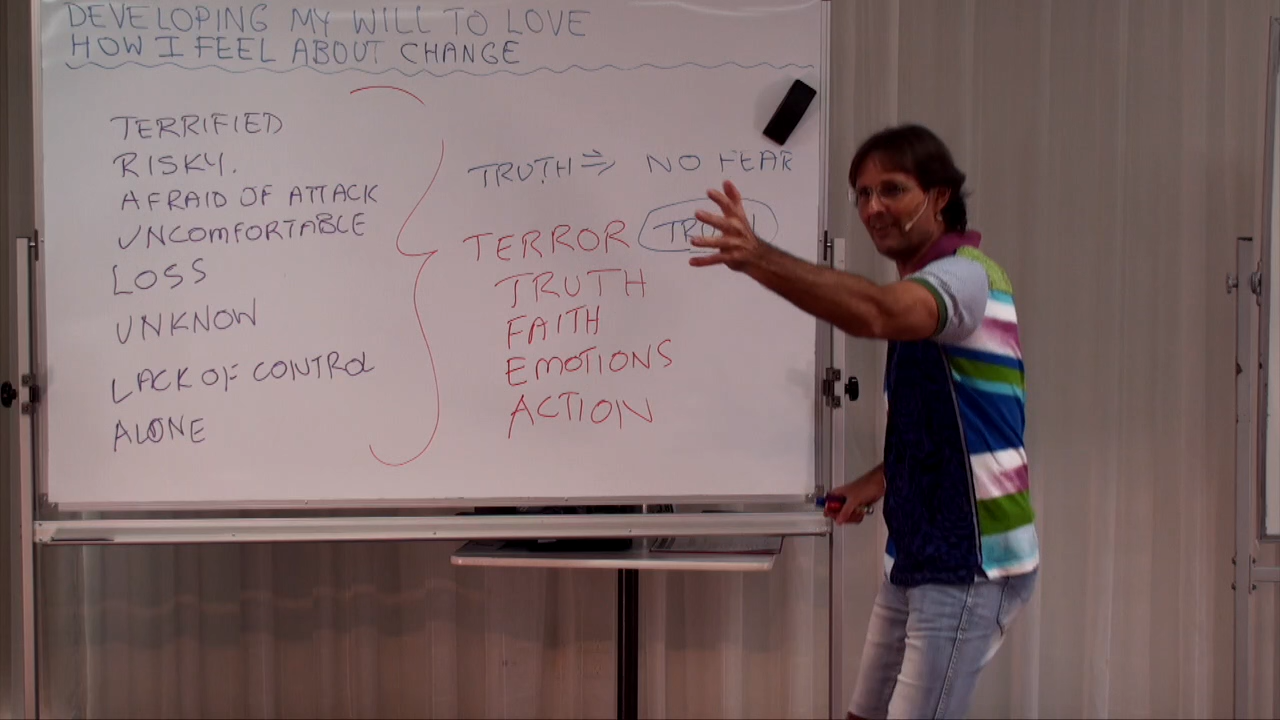 DEVELOPING MY WILL TO LOVE
HOW I FEEL ABOUT CHANGE
TERRIFIED
RISKY.
AFRAID OF ATTACK
UNCOMFORTABLE
LOSS
UNKNOW
LACK OF CONTROL
ALONE
TRUTH ⇒ NO FEAR
TERROR
TRUTH
FAITH
EMOTIONS
ACTION